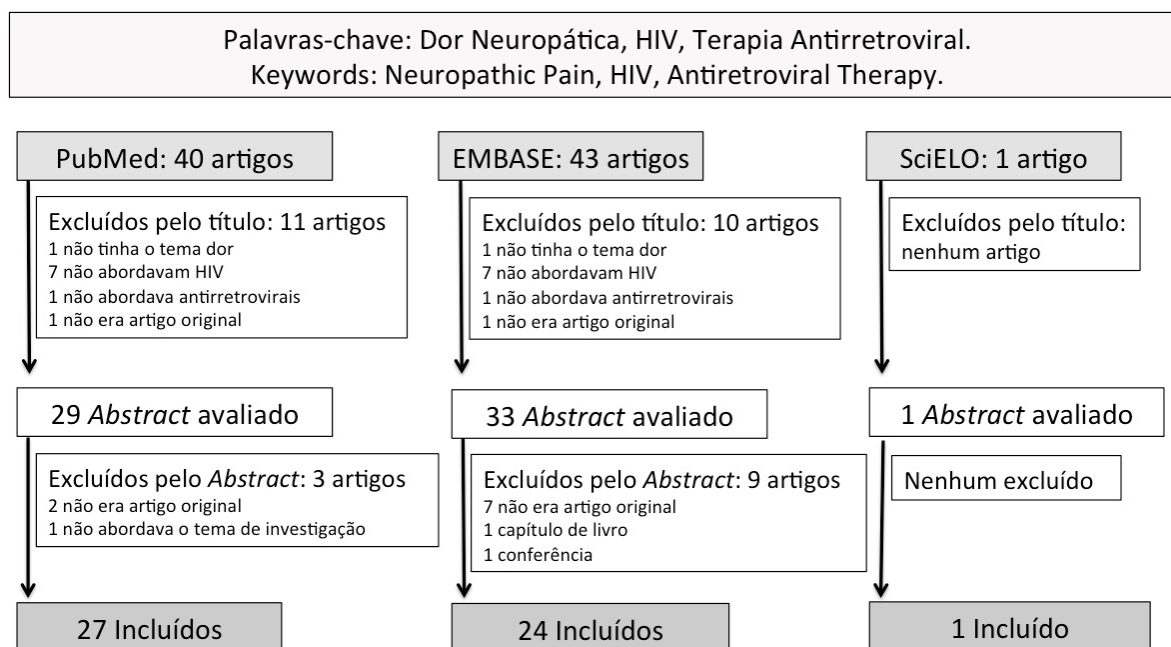 Palavras-chave: Dor Neuropática, HIV, Terapia Antirretroviral.
Keywords: Neuropathic Pain, HIV, Antiretroviral Therapy.
PubMed: 40 artigos
Excluídos pelo título: 11 artigos
1 não tinha o tema dor
7 não abordavam HIV
1 não abordava antirretrovirais
1 não era artigo original
29 Abstract avaliado
Excluídos pelo Abstract: 3 artigos
2 não era artigo original
1 não abordava o tema de investigação
27 Incluídos
EMBASE: 43 artigos
Excluídos pelo título: 10 artigos
1 não tinha o tema dor
7 não abordavam HIV
1 não abordava antirretrovirais
1 não era artigo original
33 Abstract avaliado
Excluídos pelo Abstract: 9 artigos
7 não era artigo original
1 capítulo de livro
1 conferência
24 Incluídos
SciELO: 1 artigo
Excluídos pelo título:
nenhum artigo
1 Abstract avaliado
Nenhum excluído
1 Incluído